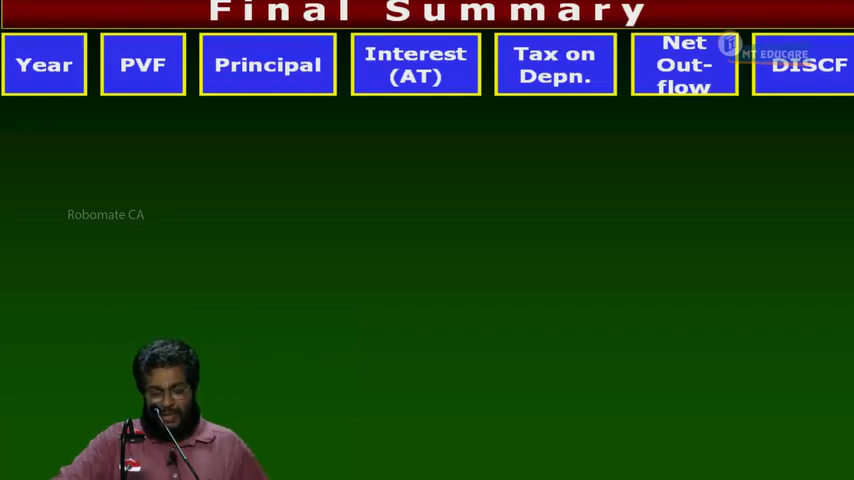 Final Summary
Year
PVF
Principal
Interest
(AT)
Tax on
Depn.
Net
Out-
flow
DISCF
MT EDUCARE
Robomate CA